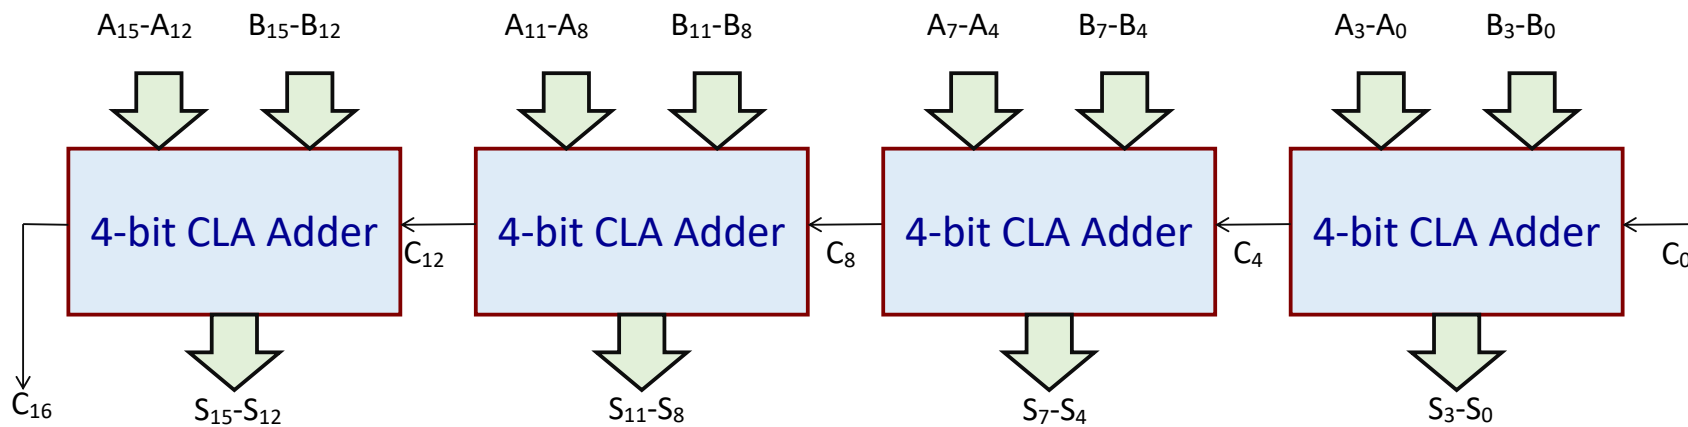 A₁₅-A₁₂ B₁₅-B₁₂ A₁₁-A₈ B₁₁-B₈ A₇-A₄ B₇-B₄ A₃-A₀ B₃-B₀
4-bit CLA Adder 4-bit CLA Adder 4-bit CLA Adder 4-bit CLA Adder
C₁₂ C₈ C₄ C₀
C₁₆ S₁₅-S₁₂ S₁₁-S₈ S₇-S₄ S₃-S₀